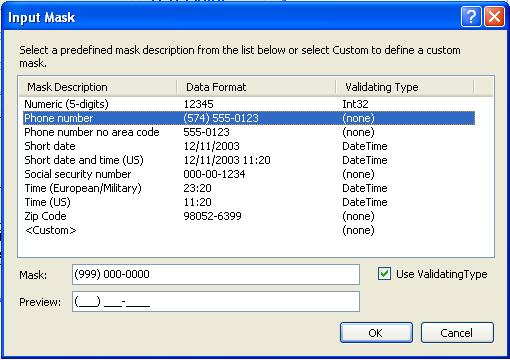 Input Mask
Select a predefined mask description from the list below or select Custom to define a custom
mask.
Mask Description Data Format Validating Type
Numeric (5-digits) 12345 Int32
Phone number (574) 555-0123 (none)
Phone number no area code 555-0123 (none)
Short date 12/11/2003 DateTime
Short date and time (US) 12/11/2003 11:20 DateTime
Social security number 000-00-1234 (none)
Time (European/Military) 23:20 DateTime
Time (US) 11:20 DateTime
Zip Code 98052-6399 (none)
<Custom> (none)
Mask: (999) 000-0000 Use ValidatingType
Preview: (___) ___-____
OK Cancel